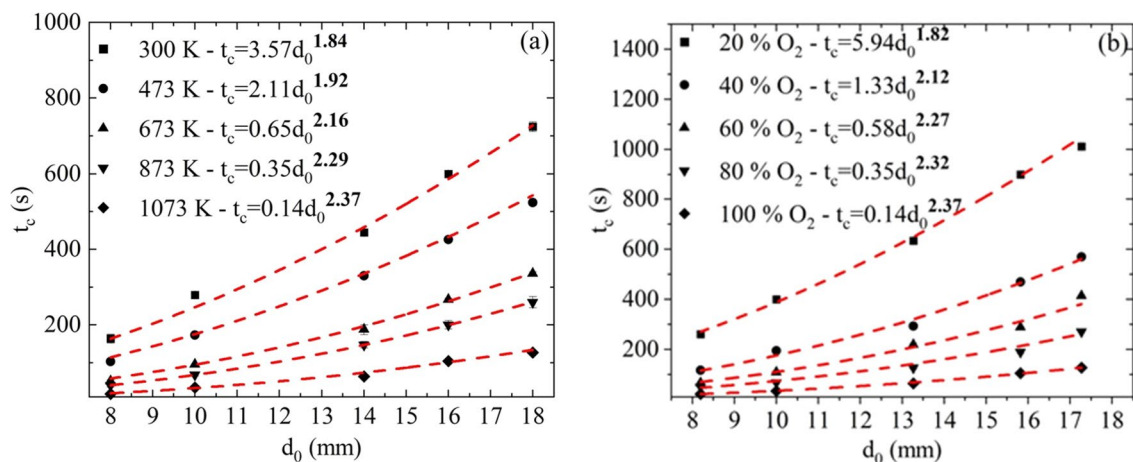 (a)
300 K - t_c=3.57d_0^1.84
473 K - t_c=2.11d_0^1.92
673 K - t_c=0.65d_0^2.16
873 K - t_c=0.35d_0^2.29
1073 K - t_c=0.14d_0^2.37
1000
800
600
400
200
t_c (s)
8 9 10 11 12 13 14 15 16 17 18
d_0 (mm)
(b)
20 % O_2 - t_c=5.94d_0^1.82
40 % O_2 - t_c=1.33d_0^2.12
60 % O_2 - t_c=0.58d_0^2.27
80 % O_2 - t_c=0.35d_0^2.32
100 % O_2 - t_c=0.14d_0^2.37
1400
1200
1000
800
600
400
200
t_c (s)
8 9 10 11 12 13 14 15 16 17 18
d_0 (mm)